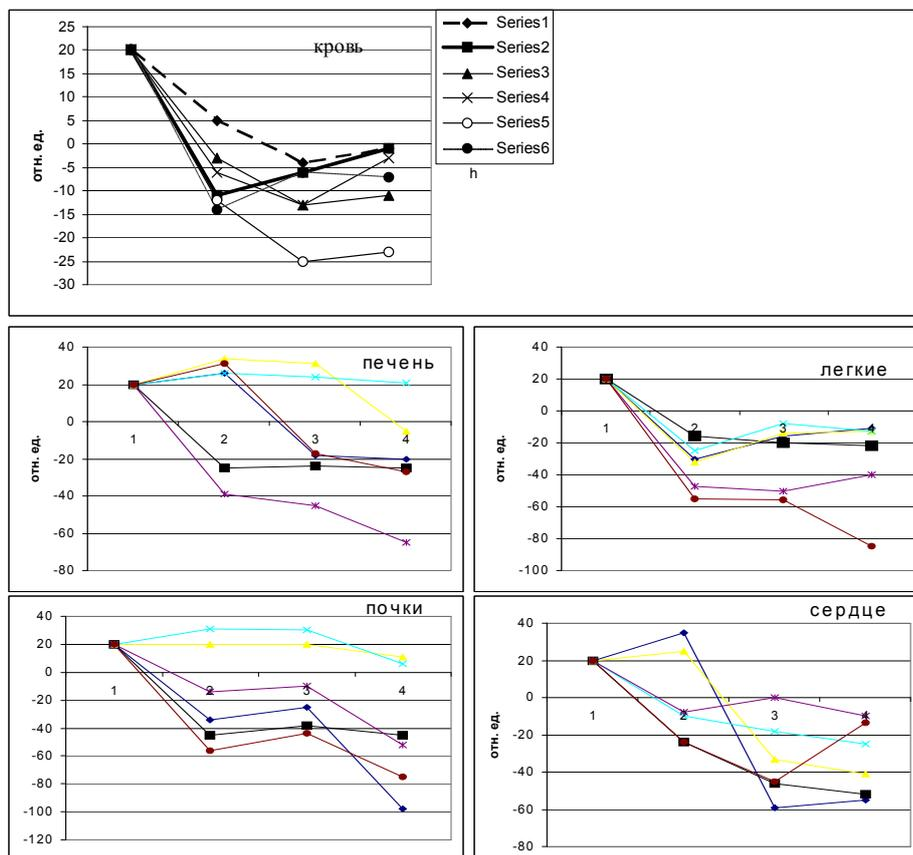 кровь
отн. ед.
25
20
15
10
5
0
-5
-10
-15
-20
-25
-30
Series1
Series2
Series3
Series4
Series5
Series6
h
печень
отн. ед.
40
20
0
-20
-40
-60
-80
1 2 3 4
легкие
отн. ед.
40
20
0
-20
-40
-60
-80
-100
1 2 3 4
почки
отн. ед.
40
20
0
-20
-40
-60
-80
-100
-120
1 2 3 4
сердце
отн. ед.
40
20
0
-20
-40
-60
-80
1 2 3 4